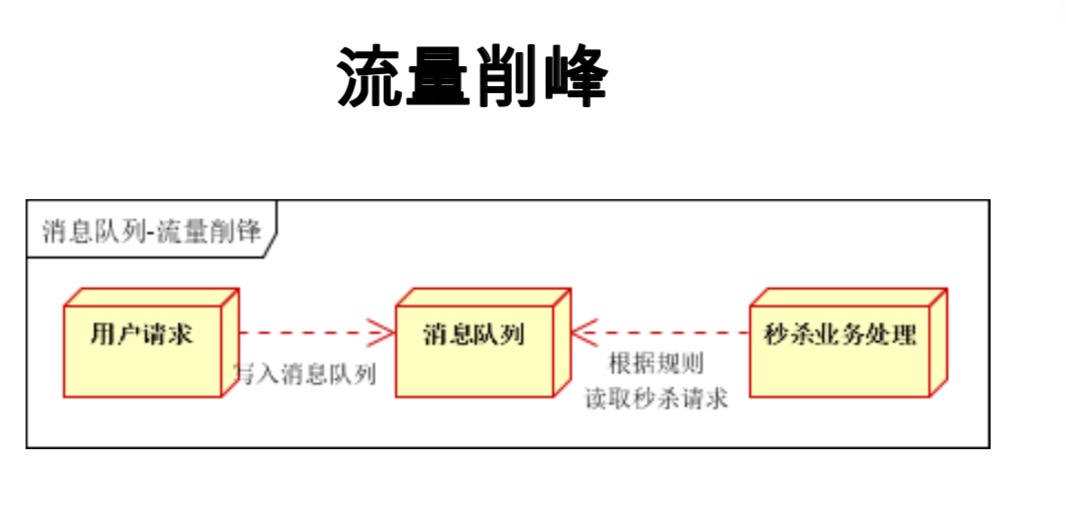 流量削峰
消息队列-流量削锋
用户请求
消息队列
秒杀业务处理
写入消息队列
根据规则
读取秒杀请求